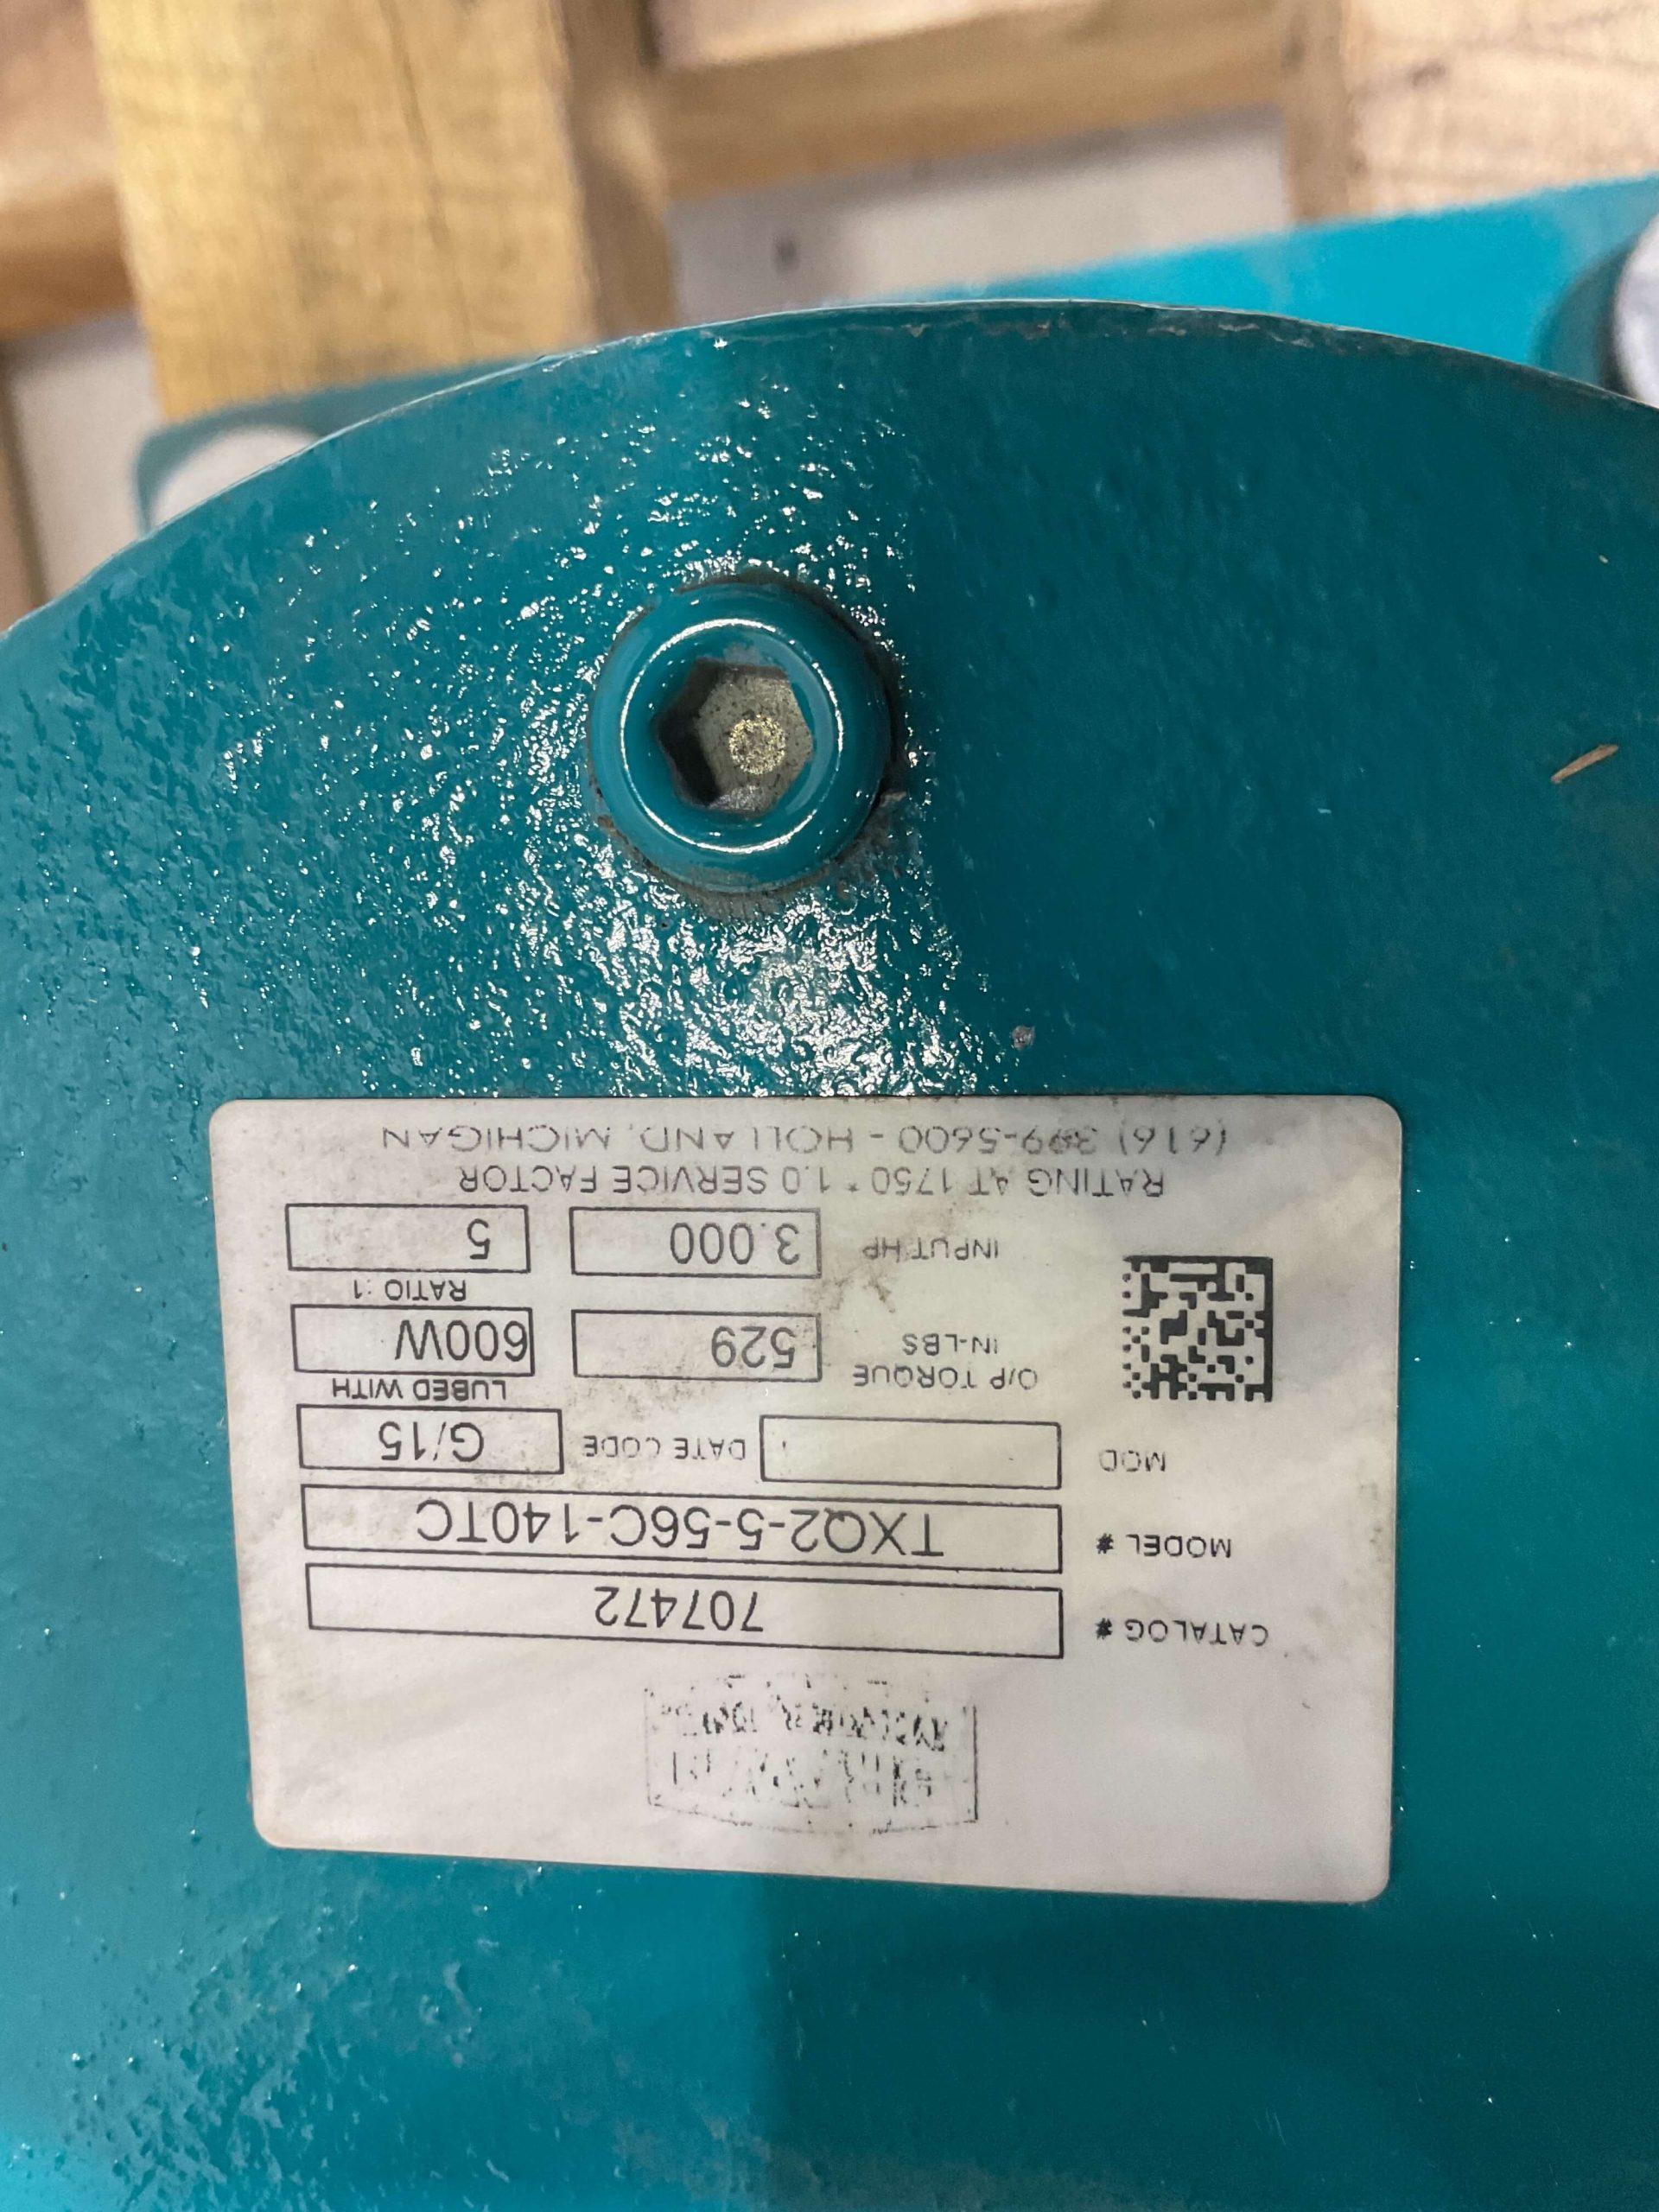 CATALOG # 707472
MODEL # TXQ2-5-56C-140TC
MOD DATE CODE G/15
LUBED WITH
O/P TORQUE IN-LBS 529 600W
RATIO :1
INPUT HP 3.000 5
RATING AT 1750 * 1.0 SERVICE FACTOR
(616) 399-5600 - HOLLAND, MICHIGAN